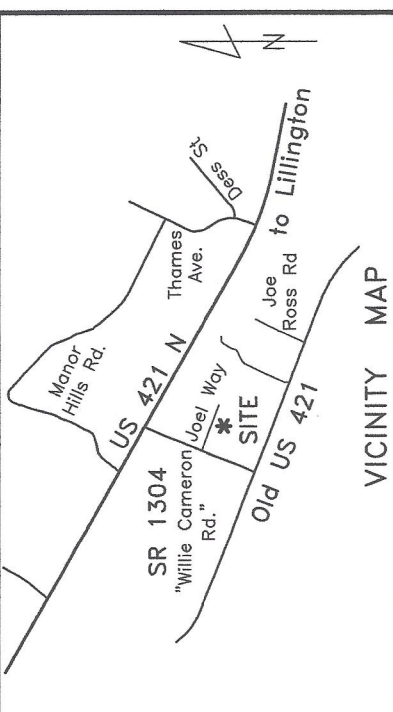 N
Dess St
to Lillington
Thames
Ave.
Manor
Hills Rd.
US 421 N
Joe
Ross Rd
Joel Way
* SITE
SR 1304
"Willie Cameron
Rd."
Old US 421
VICINITY MAP